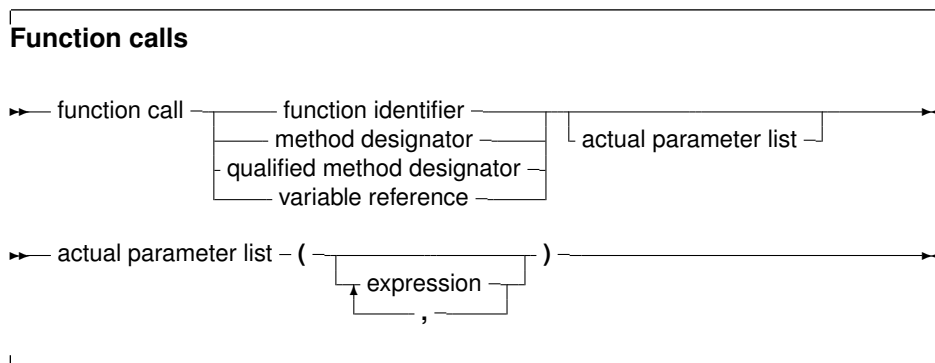 Function calls
function call function identifier
method designator actual parameter list
qualified method designator
variable reference
actual parameter list ( )
expression
,